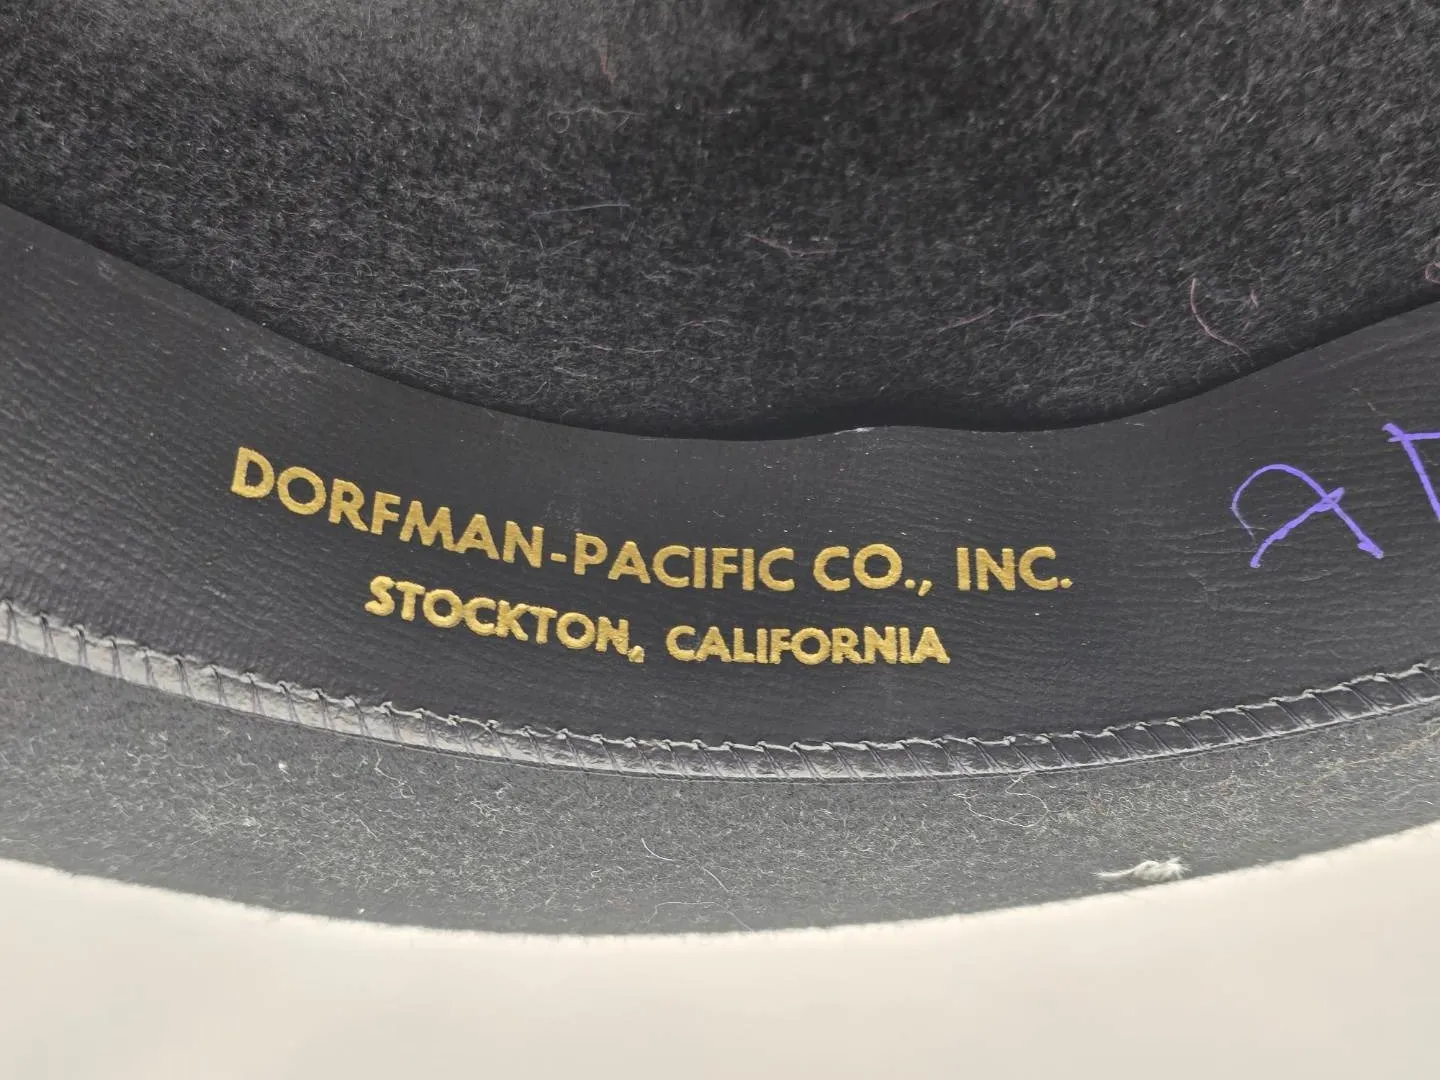 DORFMAN-PACIFIC CO., INC.
STOCKTON, CALIFORNIA